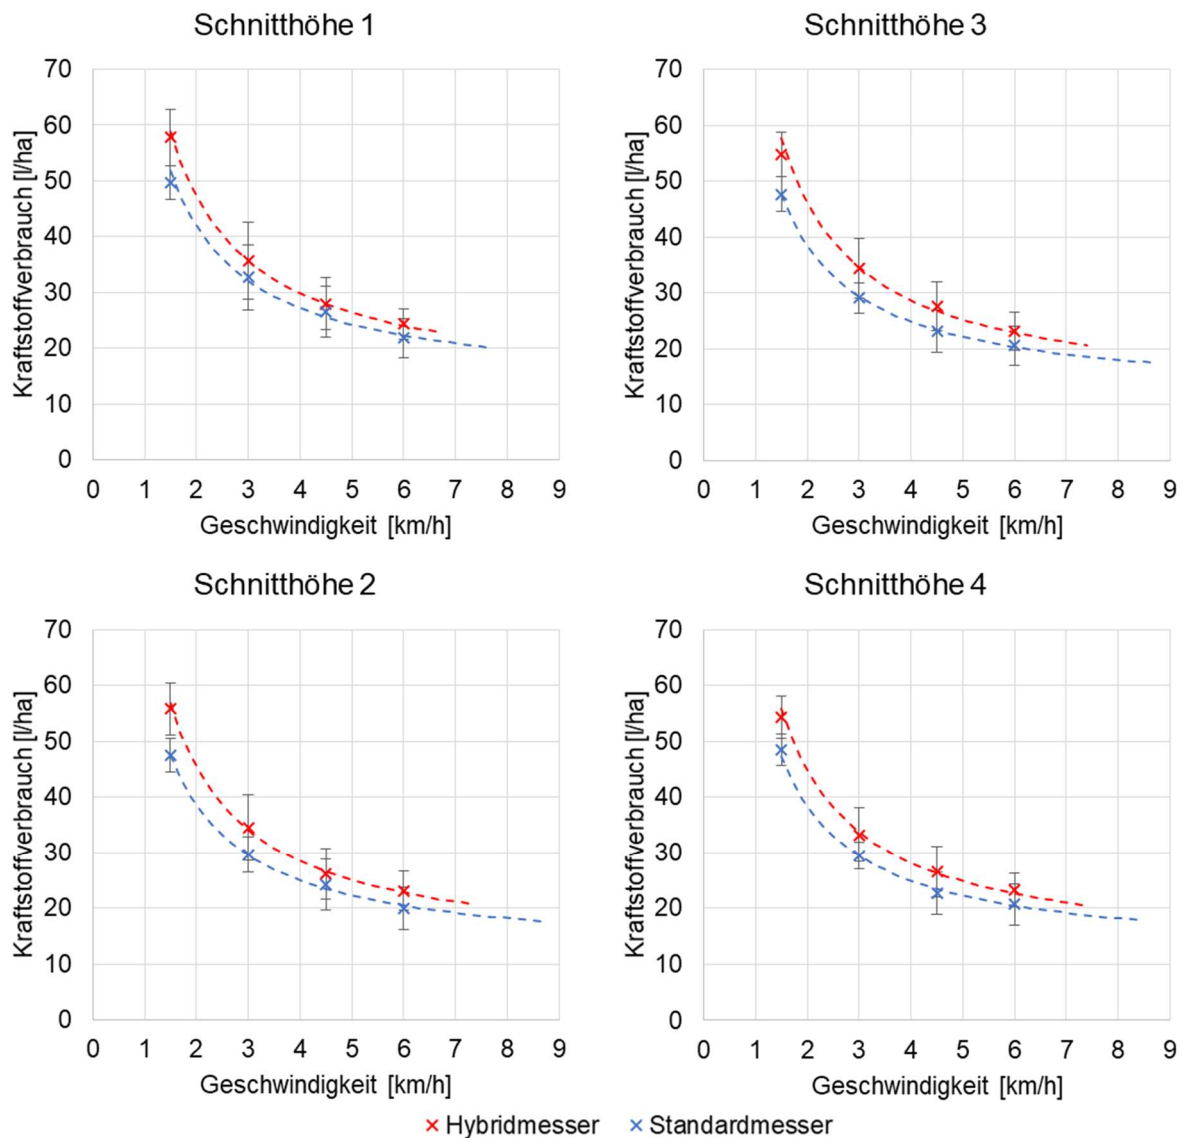 Schnitthöhe 1
Kraftstoffverbrauch [l/ha]
70
60
50
40
30
20
10
0
0 1 2 3 4 5 6 7 8 9
Geschwindigkeit [km/h]
Schnitthöhe 3
Kraftstoffverbrauch [l/ha]
70
60
50
40
30
20
10
0
0 1 2 3 4 5 6 7 8 9
Geschwindigkeit [km/h]
Schnitthöhe 2
Kraftstoffverbrauch [l/ha]
70
60
50
40
30
20
10
0
0 1 2 3 4 5 6 7 8 9
Geschwindigkeit [km/h]
Schnitthöhe 4
Kraftstoffverbrauch [l/ha]
70
60
50
40
30
20
10
0
0 1 2 3 4 5 6 7 8 9
Geschwindigkeit [km/h]
Hybridmesser Standardmesser